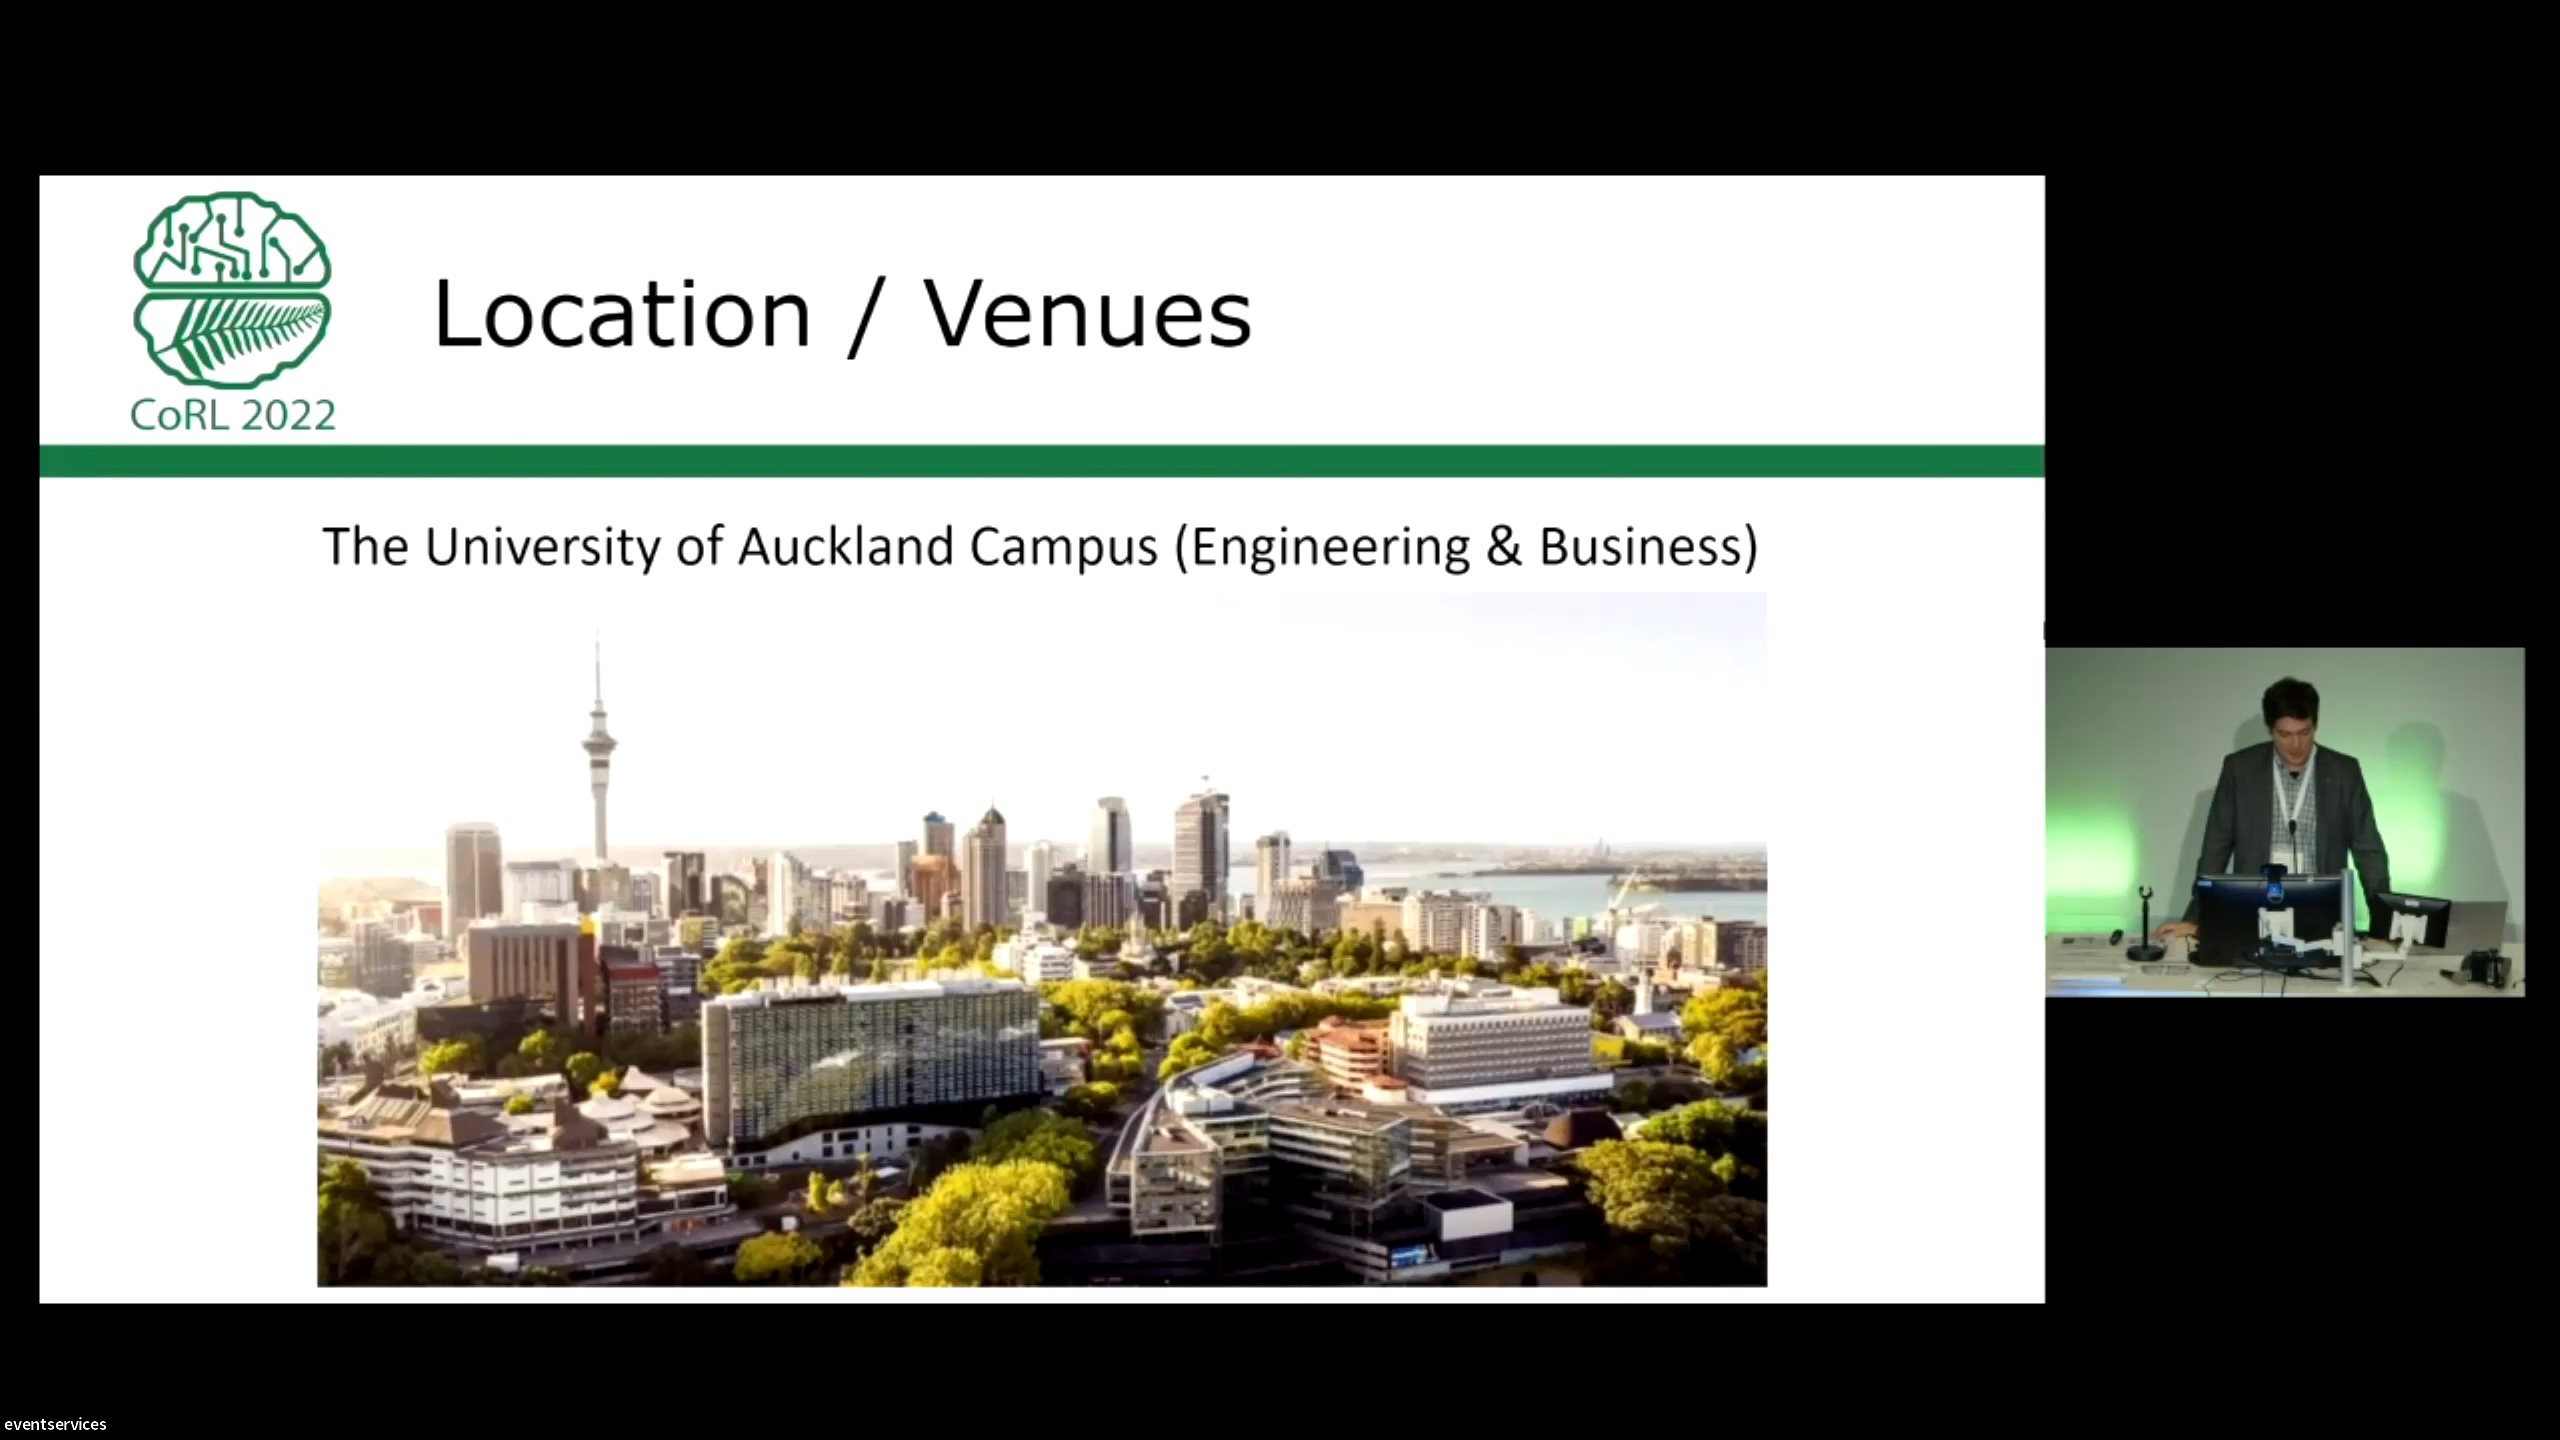 CoRL 2022
Location / Venues
The University of Auckland Campus (Engineering & Business)
eventservices